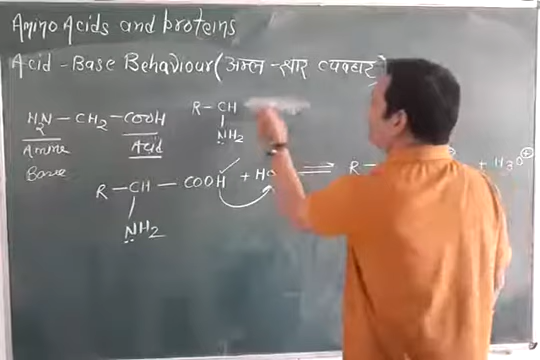 Amino Acids and proteins
Acid - Base Behaviour (अम्ल - क्षार व्यवहार)
H2N - CH2 - COOH
Amine Acid
Base
R - CH
NH2
R - CH - COOH + H ⇌ R - + H3O⊕
NH2